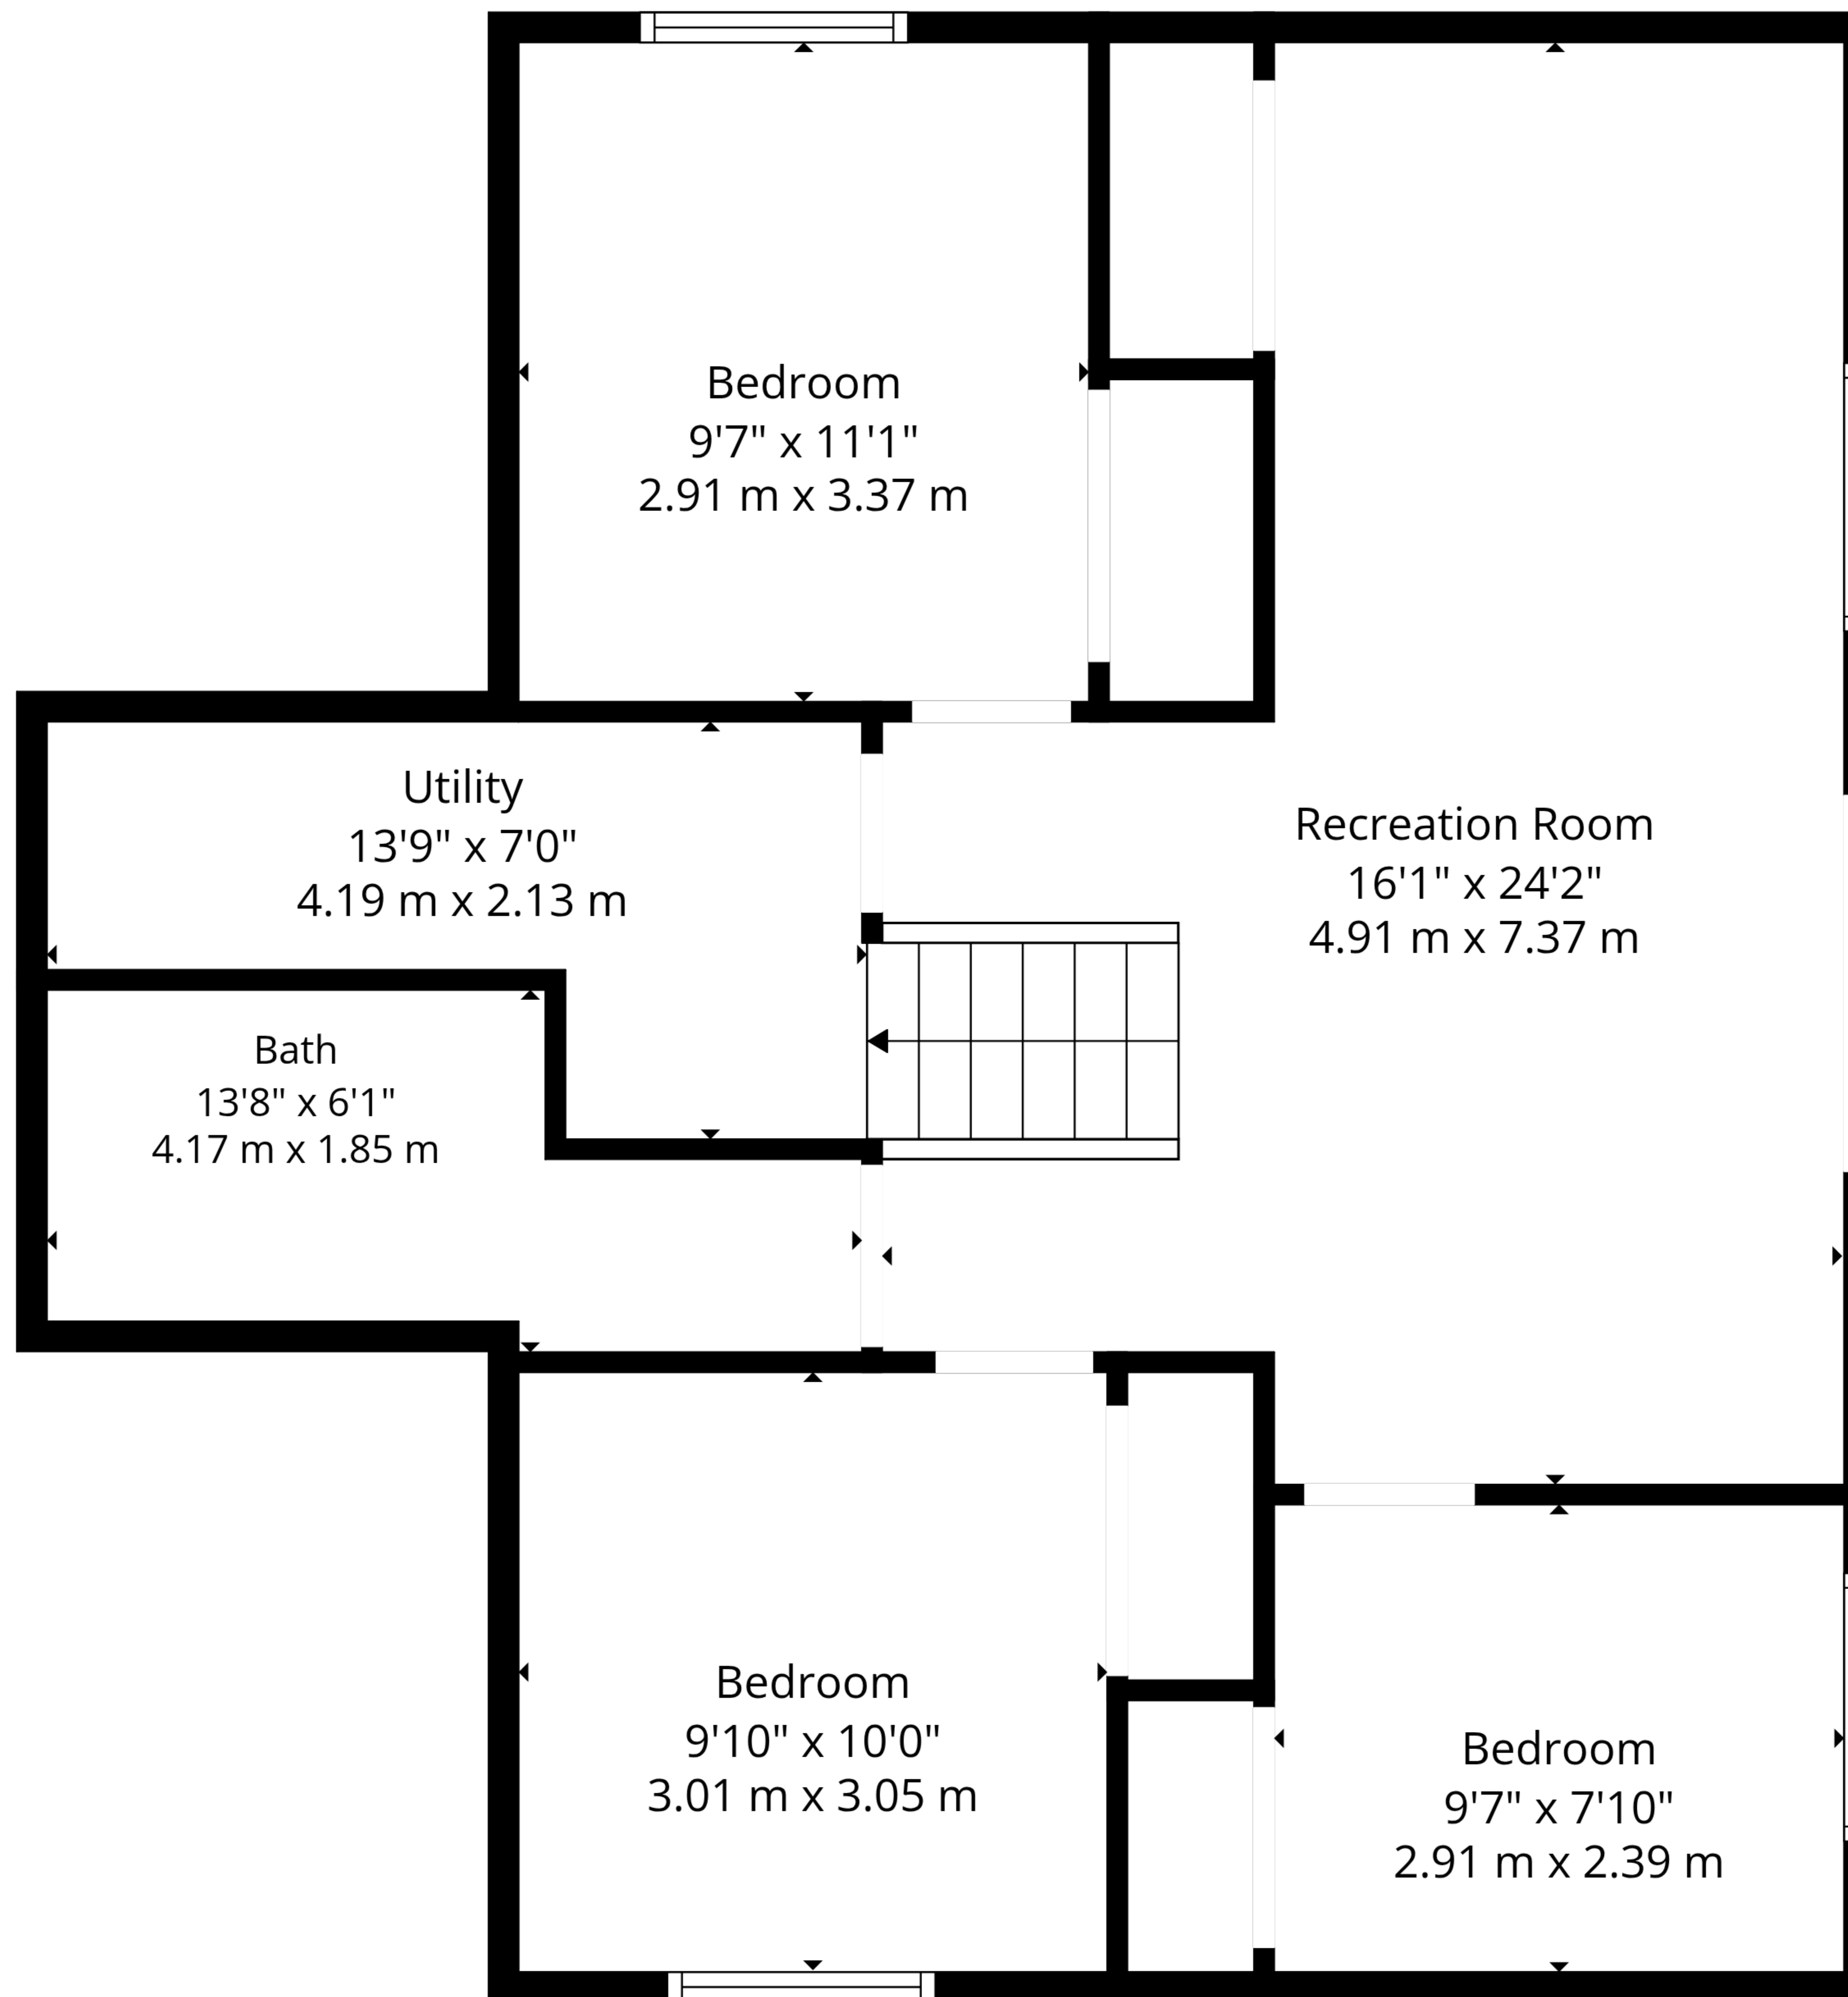 Bedroom
9'7" x 11'1"
2.91 m x 3.37 m
Utility
13'9" x 7'0"
4.19 m x 2.13 m
Recreation Room
16'1" x 24'2"
4.91 m x 7.37 m
Bath
13'8" x 6'1"
4.17 m x 1.85 m
Bedroom
9'10" x 10'0"
3.01 m x 3.05 m
Bedroom
9'7" x 7'10"
2.91 m x 2.39 m